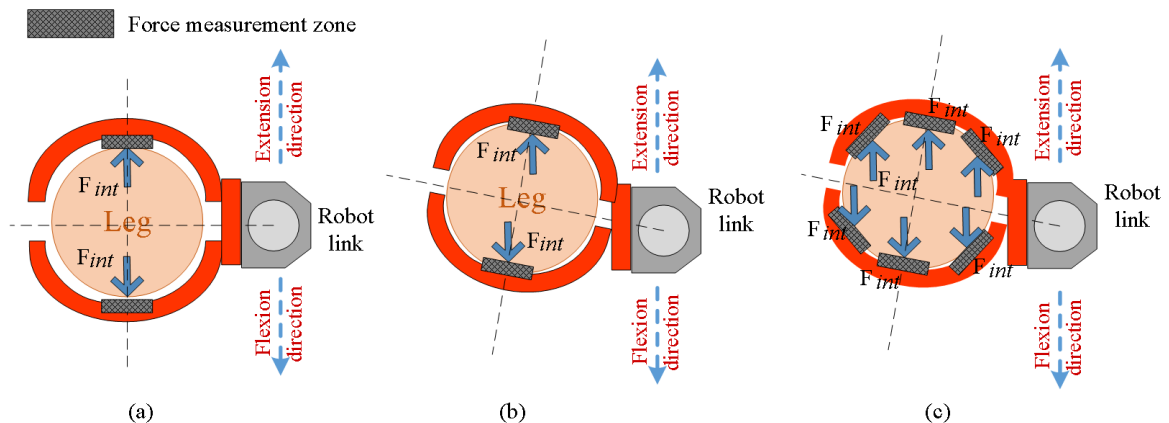 Force measurement zone
Extension
direction
F int
Leg
F int
Robot
link
Flexion
direction
(a)
Extension
direction
F int
Leg
F int
Robot
link
Flexion
direction
(b)
Extension
direction
F int
F int
F int
F int
Robot
link
F int
F int
F int
Flexion
direction
(c)